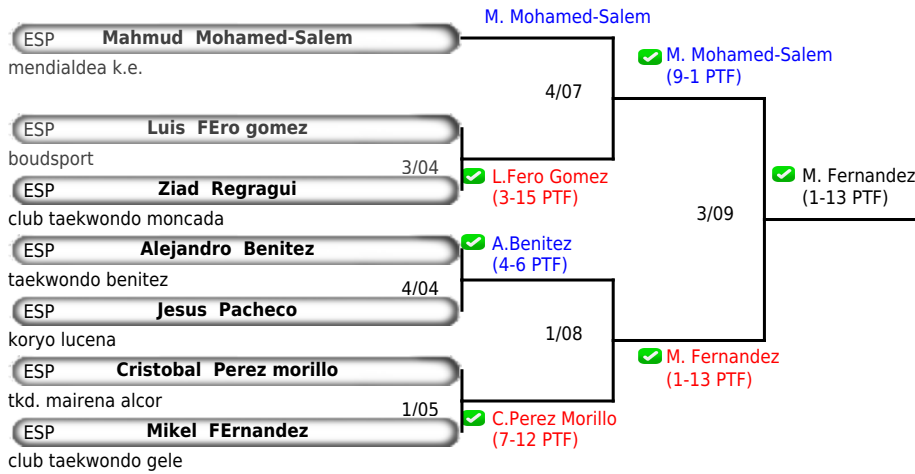 M. Mohamed-Salem
ESP Mahmud Mohamed-Salem
mendialdea k.e.
M. Mohamed-Salem
(9-1 PTF)
4/07
ESP Luis FEro gomez
boudsport
3/04
L.Fero Gomez
(3-15 PTF)
ESP Ziad Regragui
club taekwondo moncada
M. Fernandez
(1-13 PTF)
3/09
ESP Alejandro Benitez
taekwondo benitez
A.Benitez
(4-6 PTF)
4/04
ESP Jesus Pacheco
koryo lucena
1/08
M. Fernandez
(1-13 PTF)
ESP Cristobal Perez morillo
tkd. mairena alcor
1/05
C.Perez Morillo
(7-12 PTF)
ESP Mikel FErnandez
club taekwondo gele